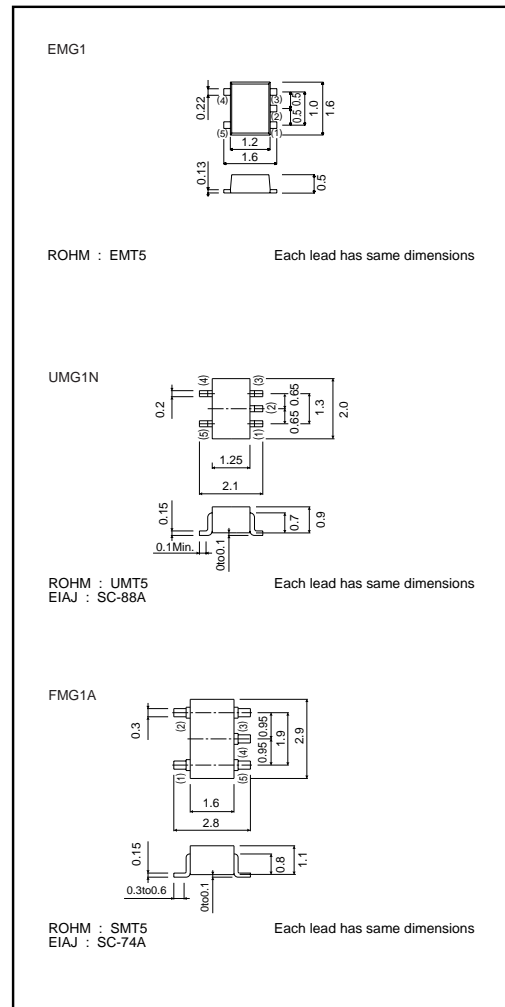 EMG1
0.22
(4)
(3)
(2)
(5)
(1)
0.5
0.5
1.0
1.6
1.2
1.6
0.13
0.5
ROHM : EMT5
Each lead has same dimensions
UMG1N
0.2
(4)
(3)
(2)
(5)
(1)
0.65
0.65
1.3
2.0
1.25
2.1
0.15
0.1Min.
0to0.1
0.7
0.9
ROHM : UMT5
Each lead has same dimensions
EIAJ : SC-88A
FMG1A
0.3
(2)
(3)
(4)
(1)
(5)
0.95
0.95
1.9
2.9
1.6
2.8
0.15
0.3to0.6
0to0.1
0.8
1.1
ROHM : SMT5
Each lead has same dimensions
EIAJ : SC-74A